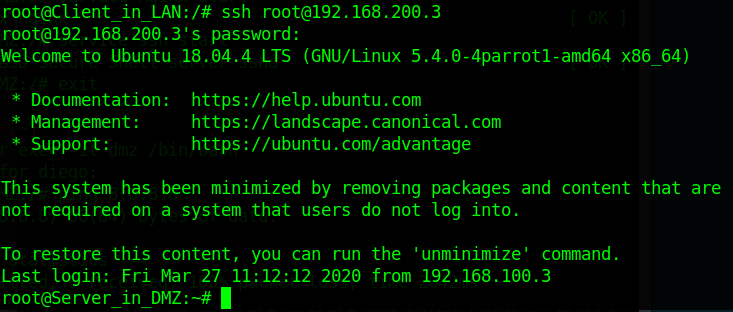 root@Client_in_LAN:/# ssh root@192.168.200.3
root@192.168.200.3's password:
Welcome to Ubuntu 18.04.4 LTS (GNU/Linux 5.4.0-4parrot1-amd64 x86_64)
* Documentation: https://help.ubuntu.com
* Management: https://landscape.canonical.com
* Support: https://ubuntu.com/advantage
This system has been minimized by removing packages and content that are
not required on a system that users do not log into.
To restore this content, you can run the 'unminimize' command.
Last login: Fri Mar 27 11:12:12 2020 from 192.168.100.3
root@Server_in_DMZ:~#